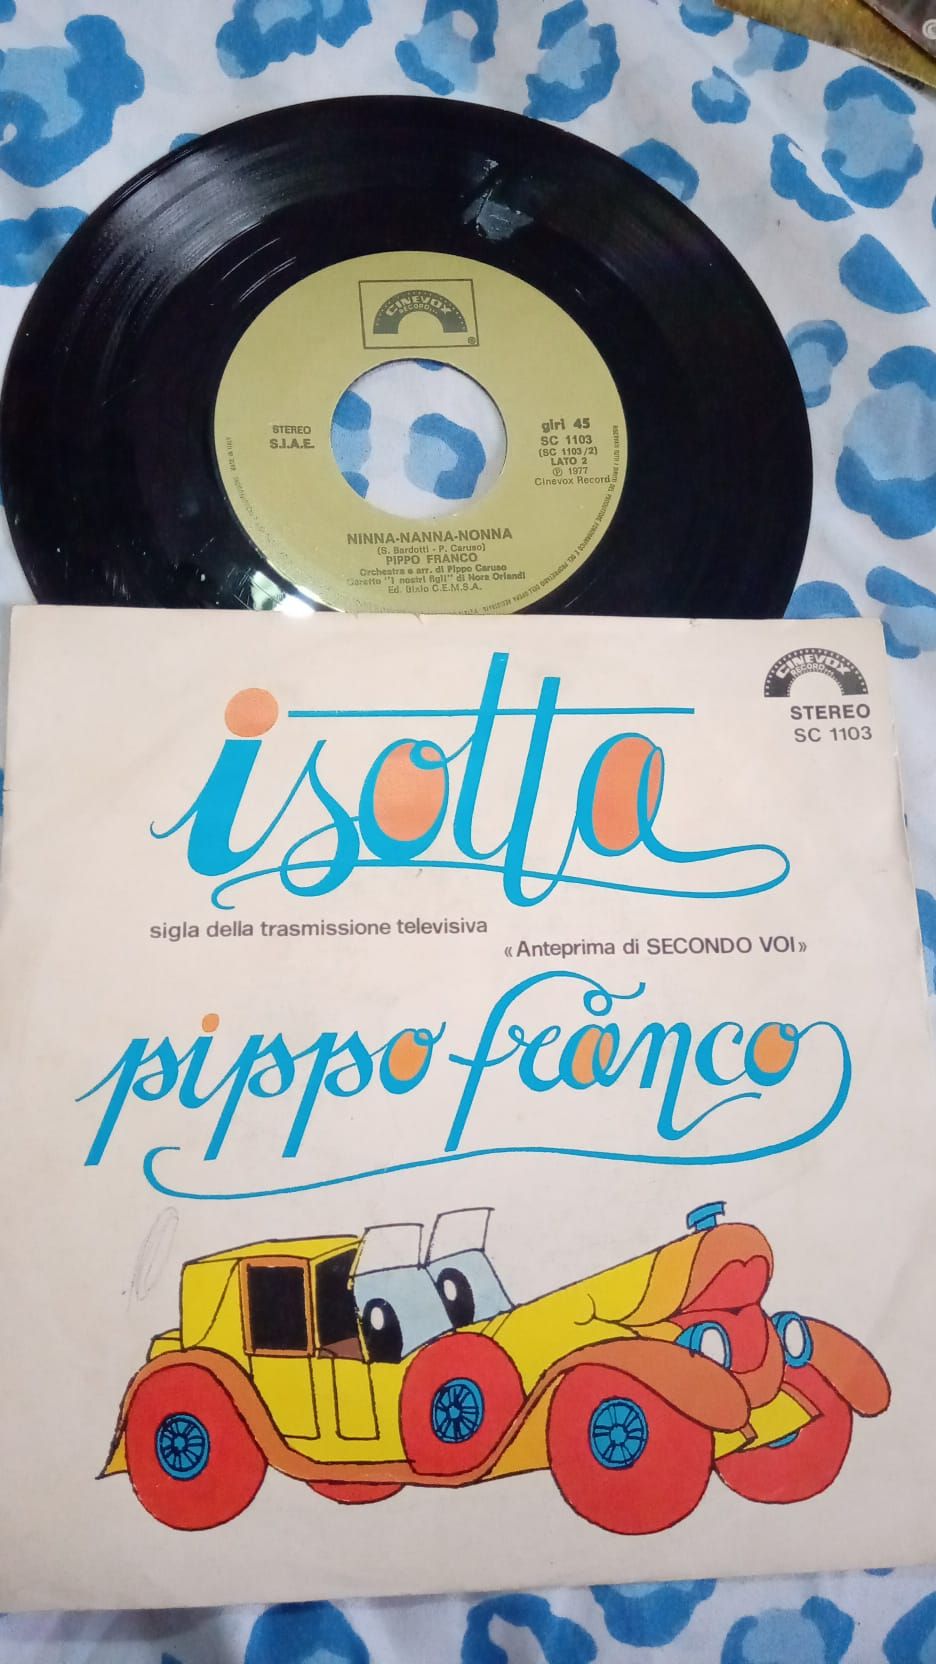 CINEVOX
RECORD
®
STEREO
S.I.A.E.
giri 45
SC 1103
(SC 1103/2)
LATO 2
℗ 1977
Cinevox Record
NINNA-NANNA-NONNA
(S. Bardotti - P. Caruso)
PIPPO FRANCO
Orchestra e arr. di Pippo Caruso
Coretto "I nostri figli" di Nora Orlandi
Ed. Bixio C.E.M.S.A.
CINEVOX
RECORD
STEREO
SC 1103
isotta
sigla della trasmissione televisiva
«Anteprima di SECONDO VOI»
pippo franco